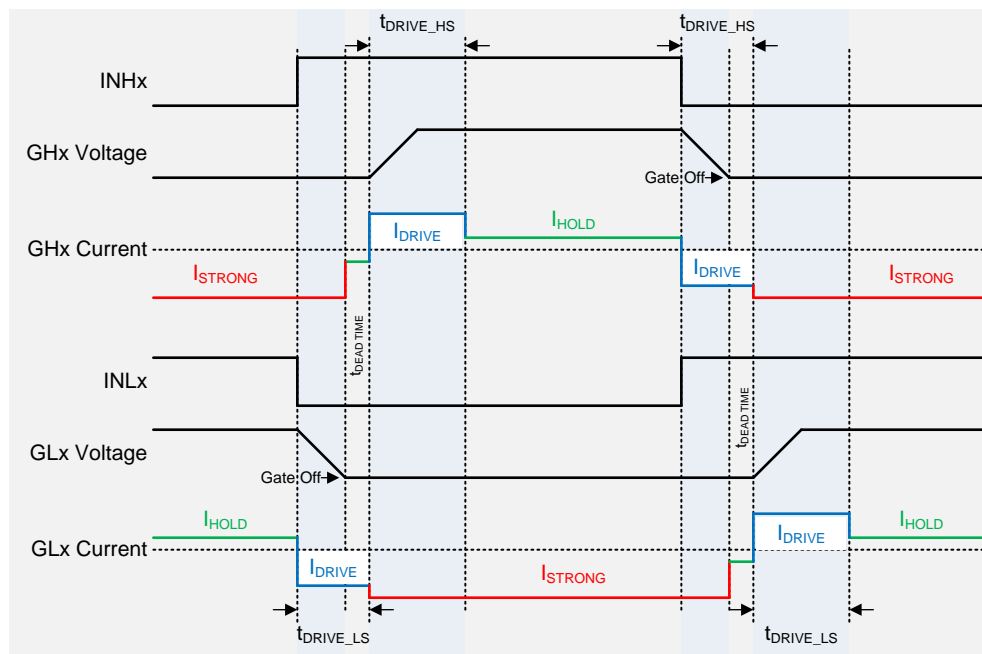 tDRIVE_HS
tDRIVE_HS
INHx
GHx Voltage
Gate Off
IDRIVE
IHOLD
GHx Current
ISTRONG
IDRIVE
ISTRONG
tDEAD TIME
INLx
tDEAD TIME
GLx Voltage
Gate Off
IHOLD
IHOLD
GLx Current
IDRIVE
IDRIVE
ISTRONG
tDRIVE_LS
tDRIVE_LS